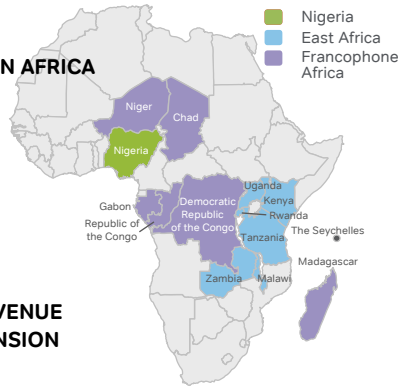 Nigeria
East Africa
Francophone
Africa
N AFRICA
Niger
Chad
Nigeria
Uganda
Kenya
Gabon
Democratic
Republic
of the Congo
Rwanda
Republic of
the Congo
Tanzania
The Seychelles
Madagascar
Zambia
Malawi
VENUE
NSION